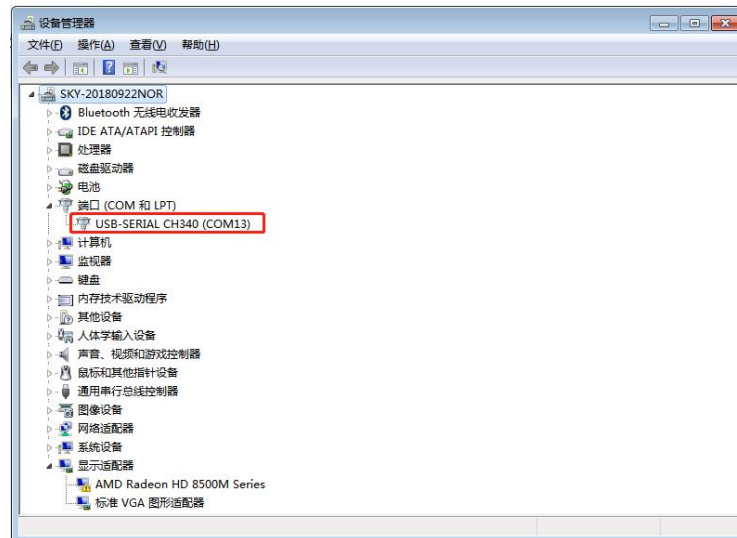 设备管理器
文件(F) 操作(A) 查看(V) 帮助(H)
SKY-20180922NOR
Bluetooth 无线电收发器
IDE ATA/ATAPI 控制器
处理器
磁盘驱动器
电池
端口 (COM 和 LPT)
USB-SERIAL CH340 (COM13)
计算机
监视器
键盘
内存技术驱动程序
其他设备
人体学输入设备
声音、视频和游戏控制器
鼠标和其他指针设备
通用串行总线控制器
图像设备
网络适配器
系统设备
显示适配器
AMD Radeon HD 8500M Series
标准 VGA 图形适配器